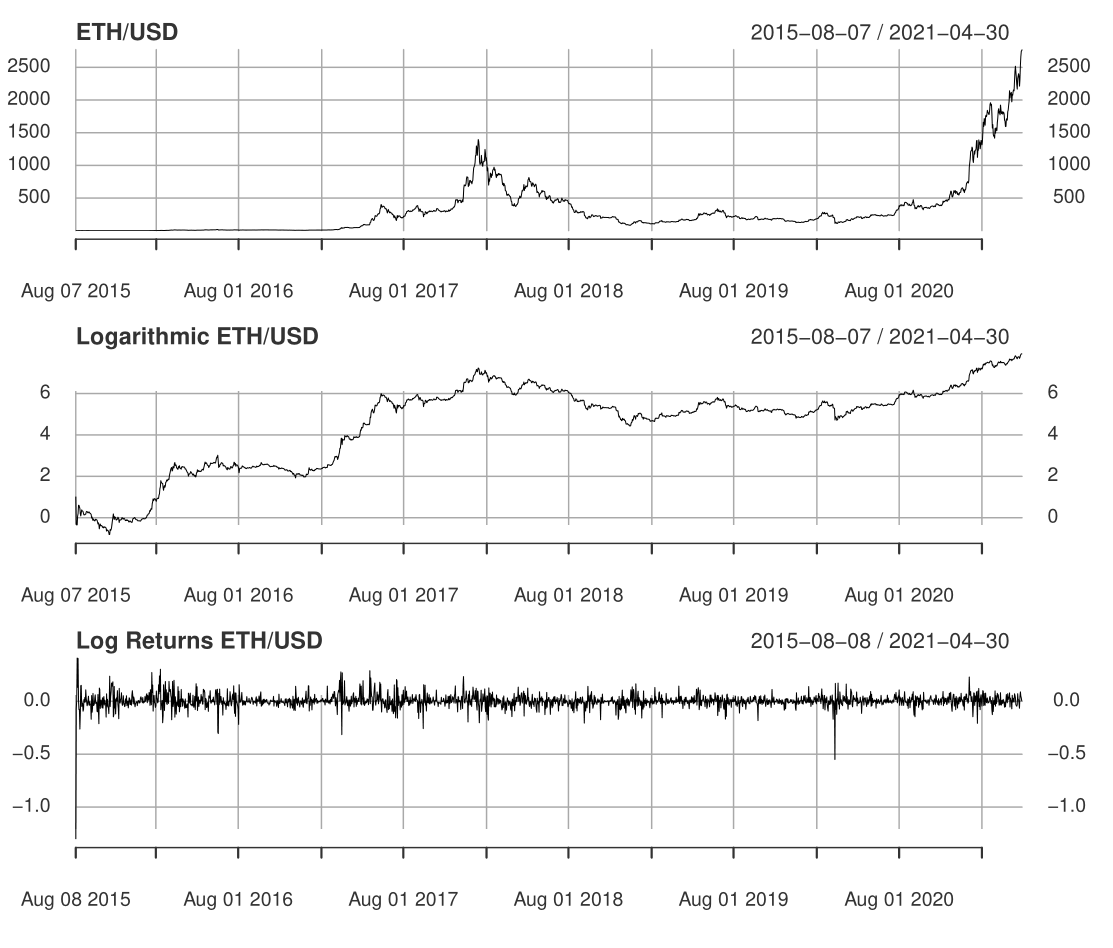 ETH/USD 2015−08−07 / 2021−04−30
2500 2500
2000 2000
1500 1500
1000 1000
500 500
Aug 07 2015 Aug 01 2016 Aug 01 2017 Aug 01 2018 Aug 01 2019 Aug 01 2020
Logarithmic ETH/USD 2015−08−07 / 2021−04−30
6 6
4 4
2 2
0 0
Aug 07 2015 Aug 01 2016 Aug 01 2017 Aug 01 2018 Aug 01 2019 Aug 01 2020
Log Returns ETH/USD 2015−08−08 / 2021−04−30
0.0 0.0
−0.5 −0.5
−1.0 −1.0
Aug 08 2015 Aug 01 2016 Aug 01 2017 Aug 01 2018 Aug 01 2019 Aug 01 2020